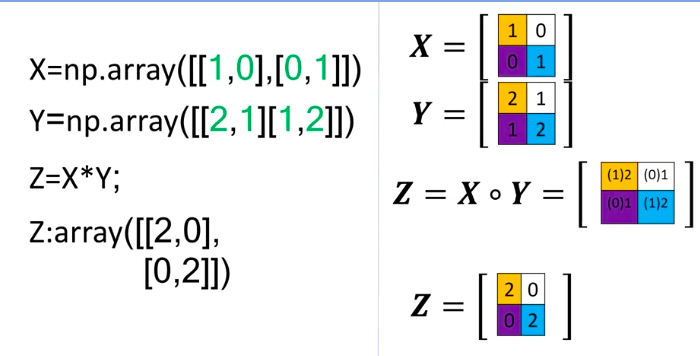 X=np.array([[1,0],[0,1]])
Y=np.array([[2,1][1,2]])
Z=X*Y;
Z:array([[2,0],
[0,2]])
X = [ 1 0
0 1 ]
Y = [ 2 1
1 2 ]
Z = X ∘ Y = [ (1)2 (0)1
(0)1 (1)2 ]
Z = [ 2 0
0 2 ]